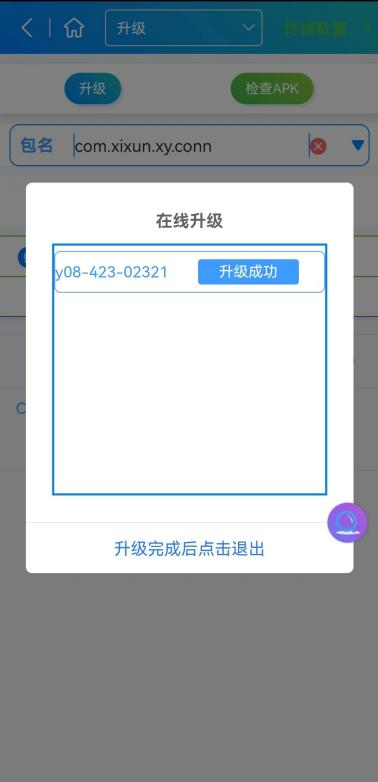 升级
终端数量
升级
检查APK
包名
com.xixun.xy.conn
在线升级
y08-423-02321
升级成功
升级完成后点击退出